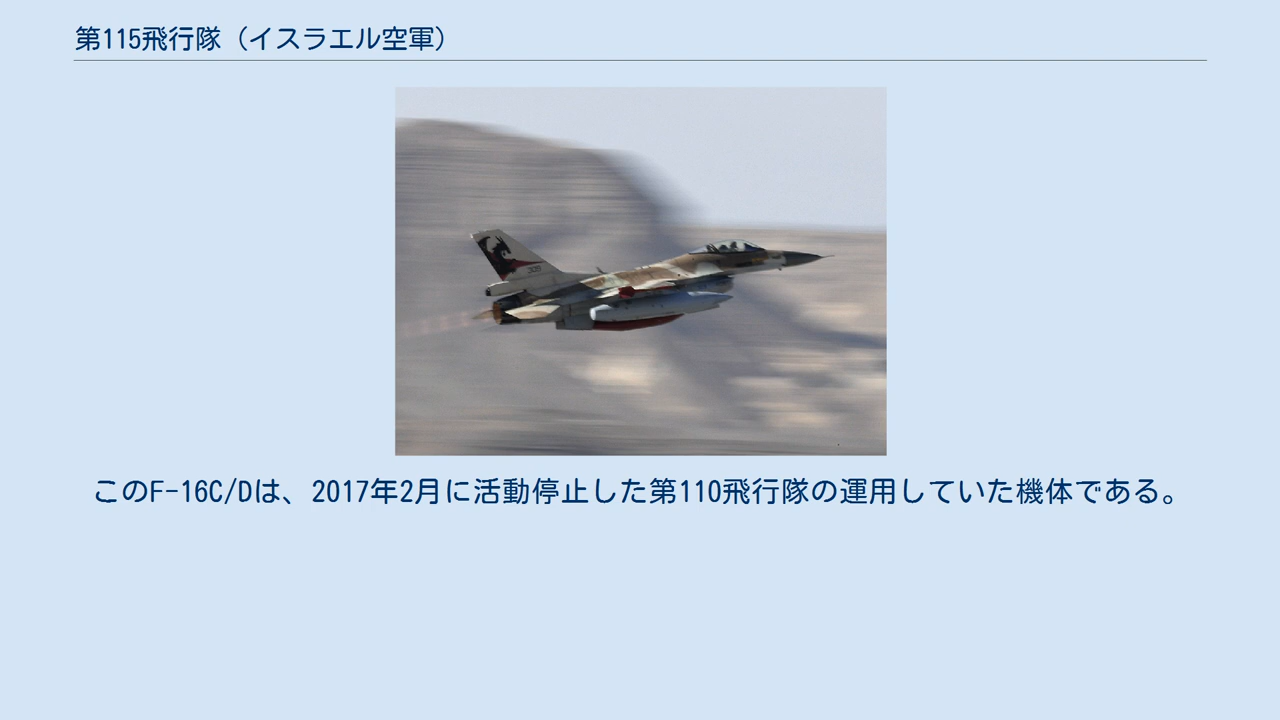 第115飛行隊（イスラエル空軍）
このF-16C/Dは、2017年2月に活動停止した第110飛行隊の運用していた機体である。